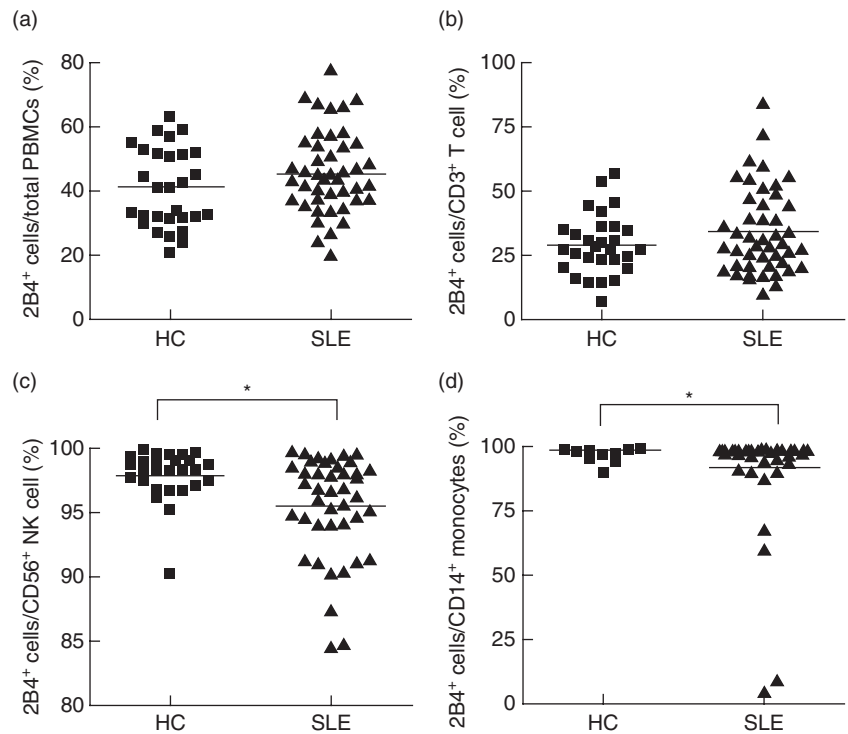 (a)
2B4⁺ cells/total PBMCs (%)
80
60
40
20
0
HC SLE
(b)
2B4⁺ cells/CD3⁺ T cell (%)
100
75
50
25
0
HC SLE
(c)
2B4⁺ cells/CD56⁺ NK cell (%)
*
100
95
90
85
80
HC SLE
(d)
2B4⁺ cells/CD14⁺ monocytes (%)
*
100
75
50
25
0
HC SLE